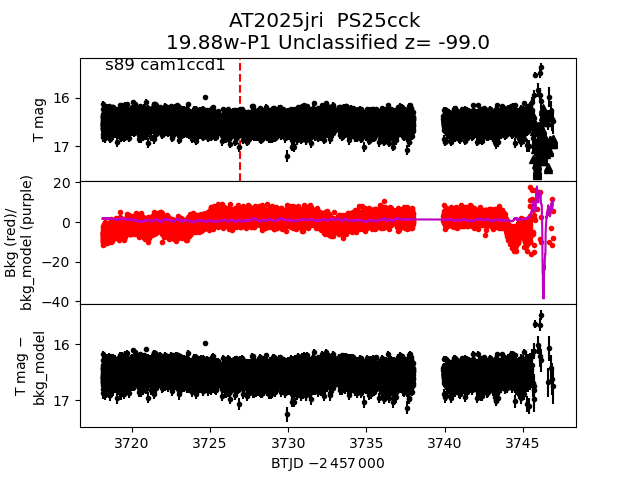 AT2025jri  PS25cck
19.88w-P1 Unclassified z= -99.0
s89 cam1ccd1
T mag
16
17
Bkg (red)/
bkg_model (purple)
20
0
−20
−40
T mag −
bkg_model
16
17
3720
3725
3730
3735
3740
3745
BTJD −2 457 000